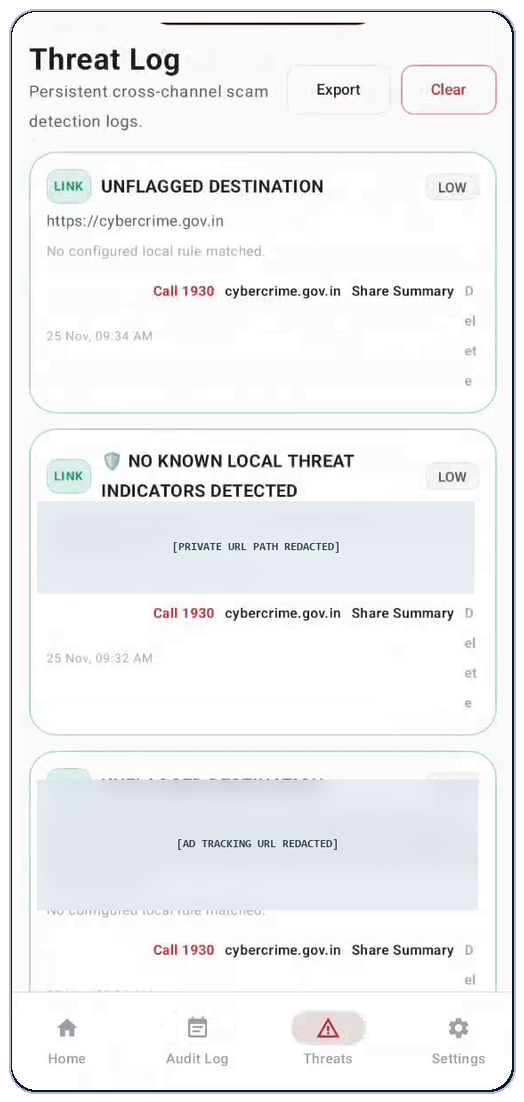 Threat Log
Persistent cross-channel scam
detection logs.
Export
Clear
LINK
UNFLAGGED DESTINATION
LOW
https://cybercrime.gov.in
No configured local rule matched.
Call 1930 cybercrime.gov.in Share Summary D
el
et
e
25 Nov, 09:34 AM
LINK
🛡️ NO KNOWN LOCAL THREAT
INDICATORS DETECTED
LOW
[PRIVATE URL PATH REDACTED]
Call 1930 cybercrime.gov.in Share Summary D
el
et
e
25 Nov, 09:32 AM
[AD TRACKING URL REDACTED]
No configured local rule matched.
Call 1930 cybercrime.gov.in Share Summary D
el
Home
Audit Log
Threats
Settings